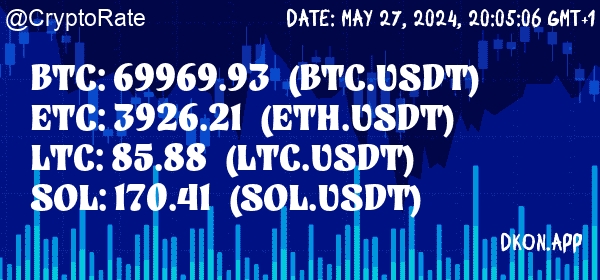 @CryptoRate
DATE: MAY 27, 2024, 20:05:06 GMT+1
BTC: 69969.93 (BTC.USDT)
ETC: 3926.21 (ETH.USDT)
LTC: 85.88 (LTC.USDT)
SOL: 170.41 (SOL.USDT)
DKON.APP